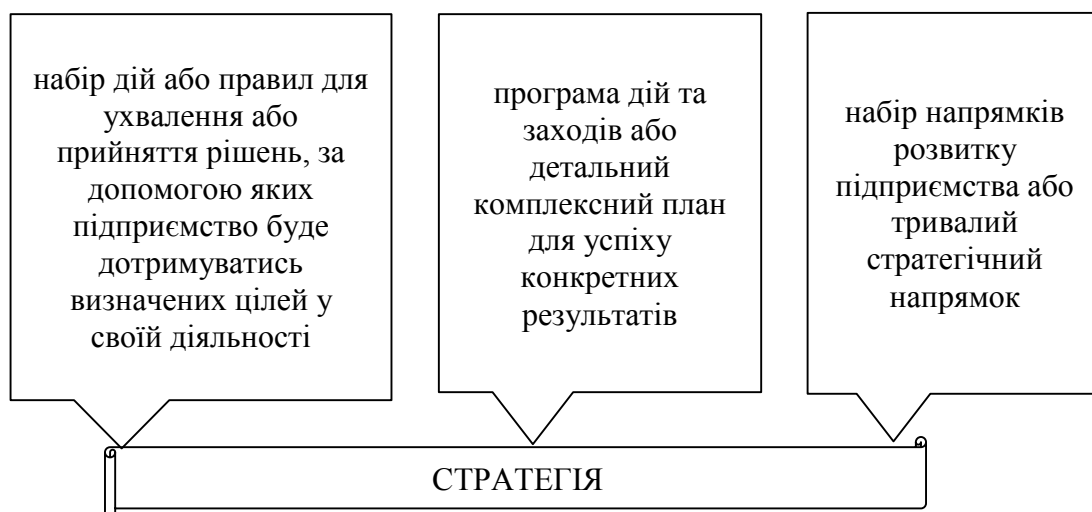 набір дій або правил для
ухвалення або
прийняття рішень, за
допомогою яких
підприємство буде
дотримуватись
визначених цілей у
своїй діяльності
програма дій та
заходів або
детальний
комплексний план
для успіху
конкретних
результатів
набір напрямків
розвитку
підприємства або
тривалий
стратегічний
напрямок
СТРАТЕГІЯ